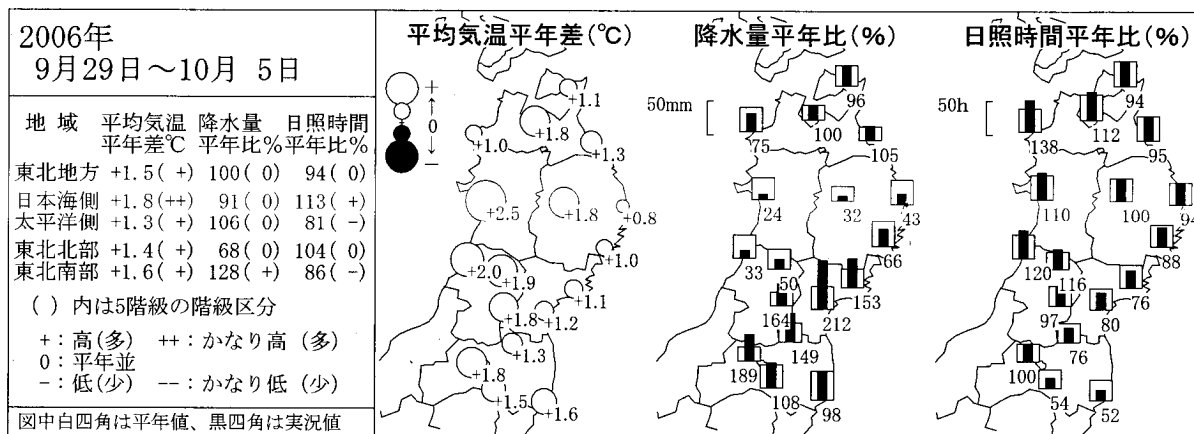 2006年
9月29日～10月 5日
地 域 平均気温 降水量 日照時間
平年差℃ 平年比% 平年比%
東北地方 +1.5( +) 100( 0) 94( 0)
日本海側 +1.8(++) 91( 0) 113( +)
太平洋側 +1.3( +) 106( 0) 81( -)
東北北部 +1.4( +) 68( 0) 104( 0)
東北南部 +1.6( +) 128( +) 86( -)
( ) 内は5階級の階級区分
+：高(多) ++：かなり高 (多)
0：平年並
-：低(少) --：かなり低 (少)
図中白四角は平年値、黒四角は実況値
平均気温平年差(℃)
+
↑
0
↓
-
+1.1
+1.8
+1.0
+1.3
+2.5
+1.8
+0.8
+1.0
+2.0
+1.9
+1.1
+1.8
+1.2
+1.3
+1.8
+1.5
+1.6
降水量平年比(%)
50mm
96
100
75
105
24
32
43
66
33
50
153
164
212
149
189
108
98
日照時間平年比(%)
50h
94
112
138
95
110
100
94
88
120
116
76
97
80
76
100
54
52